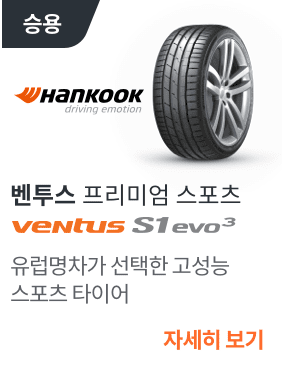 승용
HANKOOK
driving emotion
벤투스 프리미엄 스포츠
ventus S1 evo³
유럽명차가 선택한 고성능
스포츠 타이어
자세히 보기